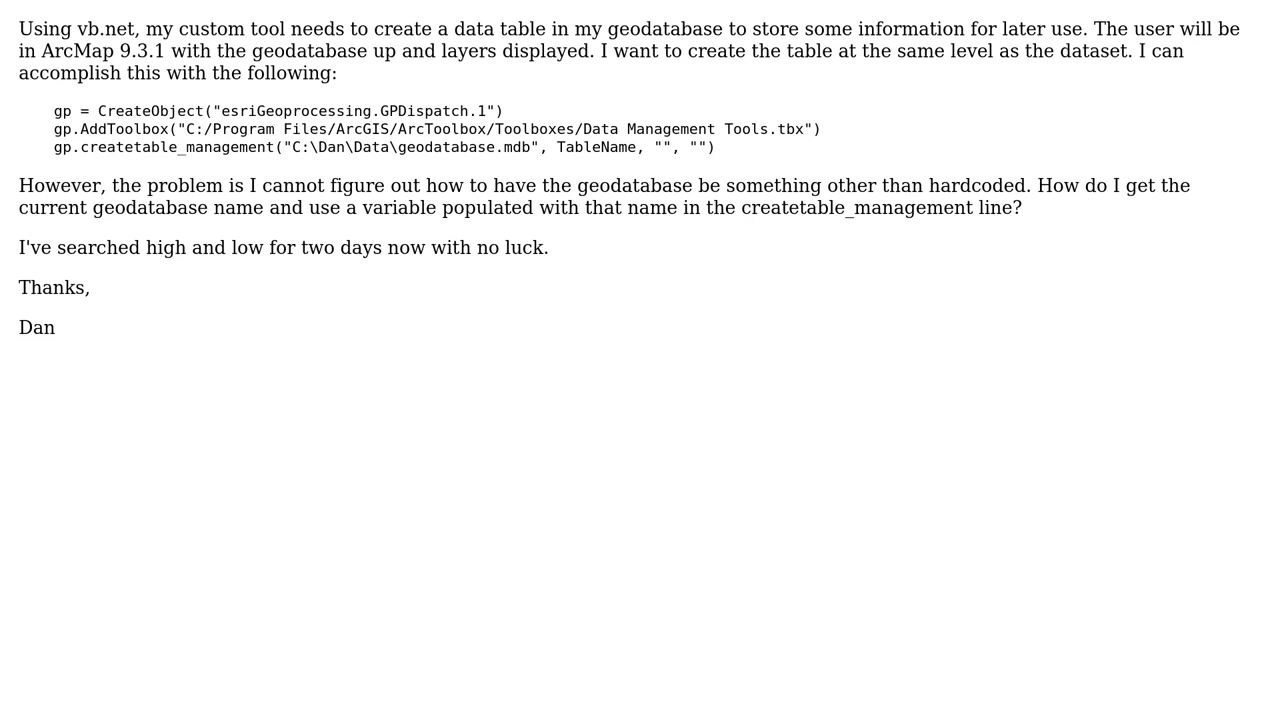 Using vb.net, my custom tool needs to create a data table in my geodatabase to store some information for later use. The user will be
in ArcMap 9.3.1 with the geodatabase up and layers displayed. I want to create the table at the same level as the dataset. I can
accomplish this with the following:
gp = CreateObject("esriGeoprocessing.GPDispatch.1")
gp.AddToolbox("C:/Program Files/ArcGIS/ArcToolbox/Toolboxes/Data Management Tools.tbx")
gp.createtable_management("C:\Dan\Data\geodatabase.mdb", TableName, "", "")
However, the problem is I cannot figure out how to have the geodatabase be something other than hardcoded. How do I get the
current geodatabase name and use a variable populated with that name in the createtable_management line?
I've searched high and low for two days now with no luck.
Thanks,
Dan